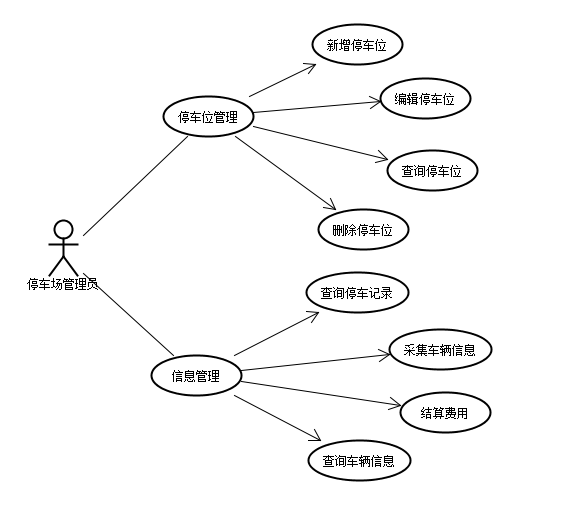 新增停车位
编辑停车位
停车位管理
查询停车位
删除停车位
停车场管理员
查询停车记录
采集车辆信息
信息管理
结算费用
查询车辆信息